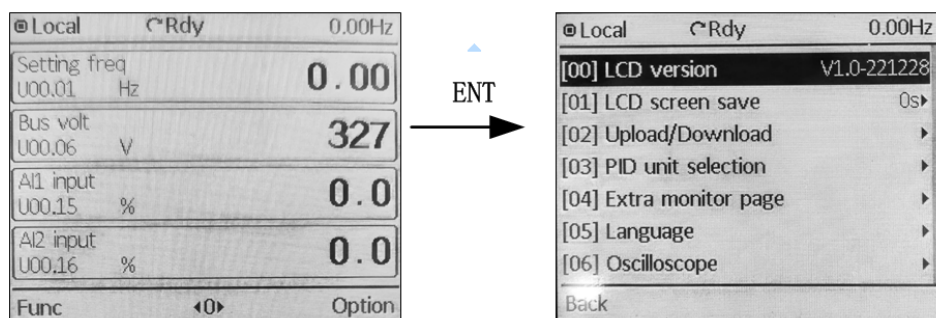 Local Rdy 0.00Hz
Setting freq
U00.01 Hz 0.00
Bus volt
U00.06 V 327
AI1 input
U00.15 % 0.0
AI2 input
U00.16 % 0.0
Func 0 Option
ENT
Local Rdy 0.00Hz
[00] LCD version V1.0-221228
[01] LCD screen save 0s
[02] Upload/Download
[03] PID unit selection
[04] Extra monitor page
[05] Language
[06] Oscilloscope
Back